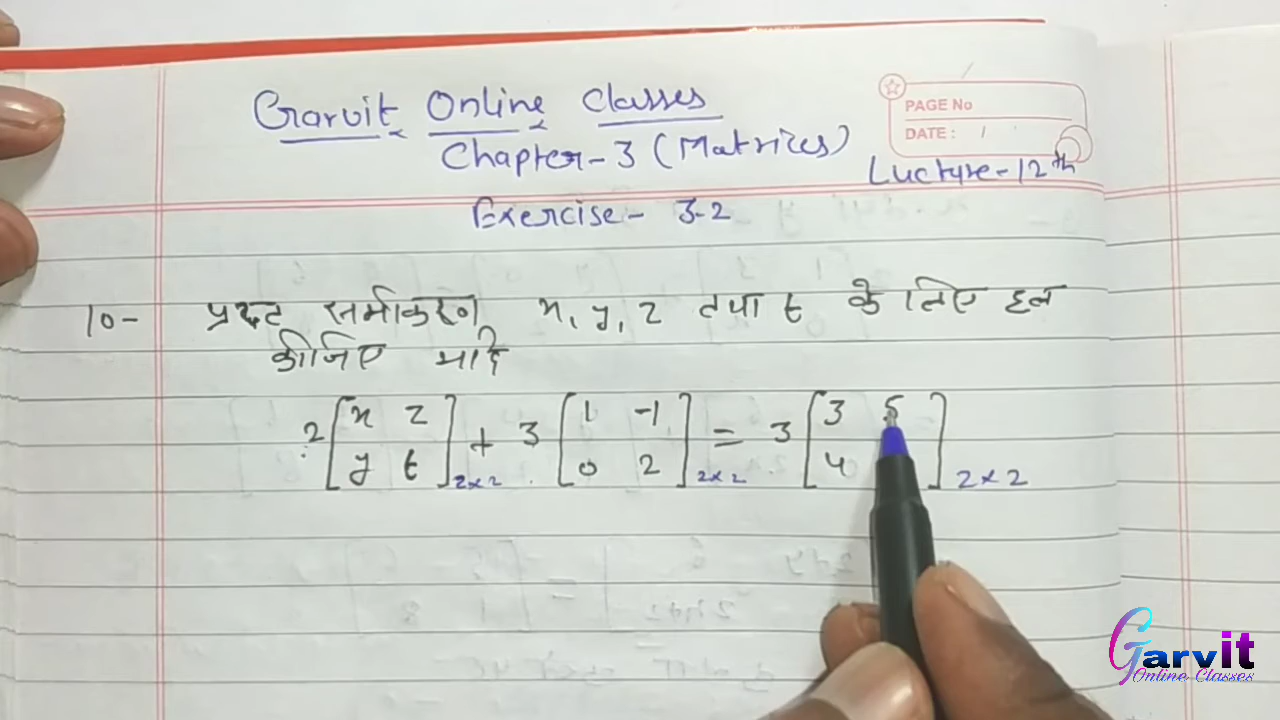 Garvit Online Classes
Chapter-3 (Matrices)
PAGE No
DATE :
Lucture-12th
Exercise- 3.2
10- प्रदत्त समीकरण x, y, z तथा t के लिए हल
कीजिए यदि
2 [x z] + 3 [1 -1] = 3 [3 5]
[y t]2×2 [0 2]2×2 [4 ]2×2
Garvit
Online Classes